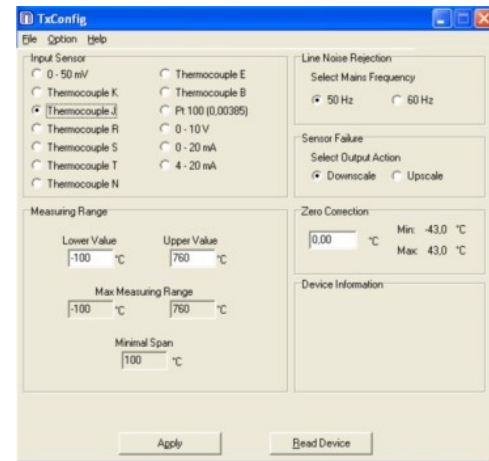 TxConfig
File Option Help
Input Sensor
0 - 50 mV
Thermocouple K
Thermocouple J
Thermocouple R
Thermocouple S
Thermocouple T
Thermocouple N
Thermocouple E
Thermocouple B
Pt 100 (0,00385)
0 - 10 V
0 - 20 mA
4 - 20 mA
Line Noise Rejection
Select Mains Frequency
50 Hz 60 Hz
Sensor Failure
Select Output Action
Downscale Upscale
Measuring Range
Lower Value Upper Value
-100 °C 760 °C
Max Measuring Range
-100 °C 760 °C
Minimal Span
100 °C
Zero Correction
0,00 °C
Min: -43,0 °C
Max: 43,0 °C
Device Information
Apply Read Device